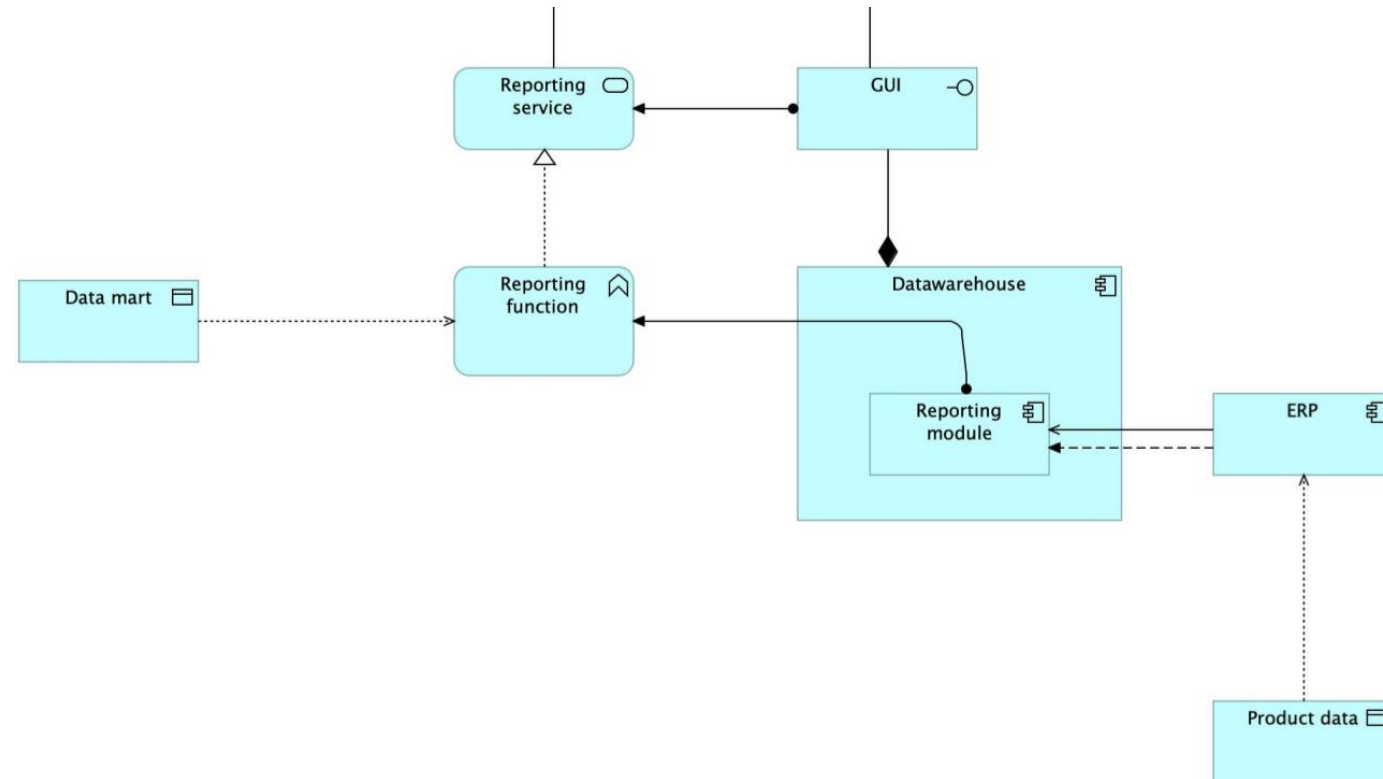 Reporting
service
GUI
Data mart
Reporting
function
Datawarehouse
Reporting
module
ERP
Product data